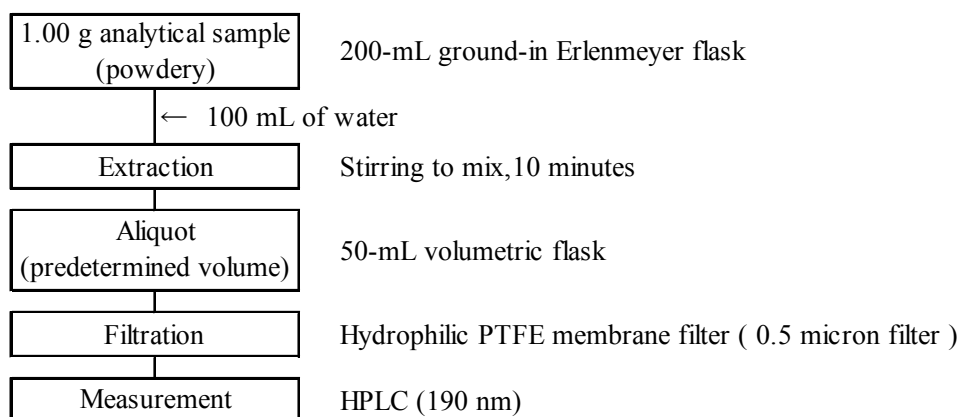 1.00 g analytical sample
(powdery)
200-mL ground-in Erlenmeyer flask
← 100 mL of water
Extraction
Stirring to mix,10 minutes
Aliquot
(predetermined volume)
50-mL volumetric flask
Filtration
Hydrophilic PTFE membrane filter ( 0.5 micron filter )
Measurement
HPLC (190 nm)